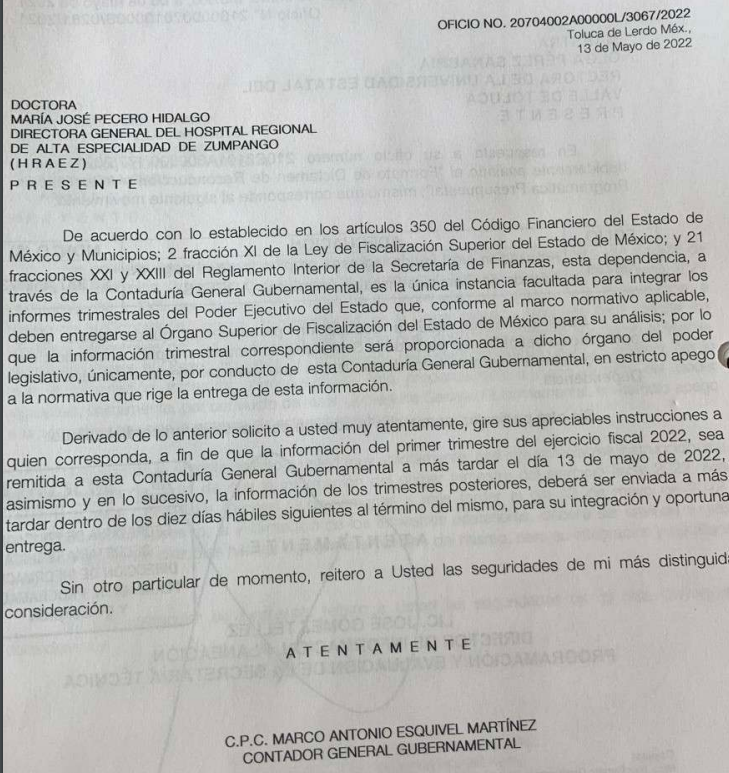 OFICIO NO. 20704002A00000L/3067/2022
Toluca de Lerdo Méx.,
13 de Mayo de 2022
DOCTORA
MARÍA JOSÉ PECERO HIDALGO
DIRECTORA GENERAL DEL HOSPITAL REGIONAL
DE ALTA ESPECIALIDAD DE ZUMPANGO
(HRAEZ)
P R E S E N T E
De acuerdo con lo establecido en los artículos 350 del Código Financiero del Estado de
México y Municipios; 2 fracción XI de la Ley de Fiscalización Superior del Estado de México; y 21
fracciones XXI y XXIII del Reglamento Interior de la Secretaría de Finanzas, esta dependencia, a
través de la Contaduría General Gubernamental, es la única instancia facultada para integrar los
informes trimestrales del Poder Ejecutivo del Estado que, conforme al marco normativo aplicable,
deben entregarse al Órgano Superior de Fiscalización del Estado de México para su análisis; por lo
que la información trimestral correspondiente será proporcionada a dicho órgano del poder
legislativo, únicamente, por conducto de esta Contaduría General Gubernamental, en estricto apego
a la normativa que rige la entrega de esta información.
Derivado de lo anterior solicito a usted muy atentamente, gire sus apreciables instrucciones a
quien corresponda, a fin de que la información del primer trimestre del ejercicio fiscal 2022, sea
remitida a esta Contaduría General Gubernamental a más tardar el día 13 de mayo de 2022,
asimismo y en lo sucesivo, la información de los trimestres posteriores, deberá ser enviada a más
tardar dentro de los diez días hábiles siguientes al término del mismo, para su integración y oportuna
entrega.
Sin otro particular de momento, reitero a Usted las seguridades de mi más distinguida
consideración.
A T E N T A M E N T E
C.P.C. MARCO ANTONIO ESQUIVEL MARTÍNEZ
CONTADOR GENERAL GUBERNAMENTAL